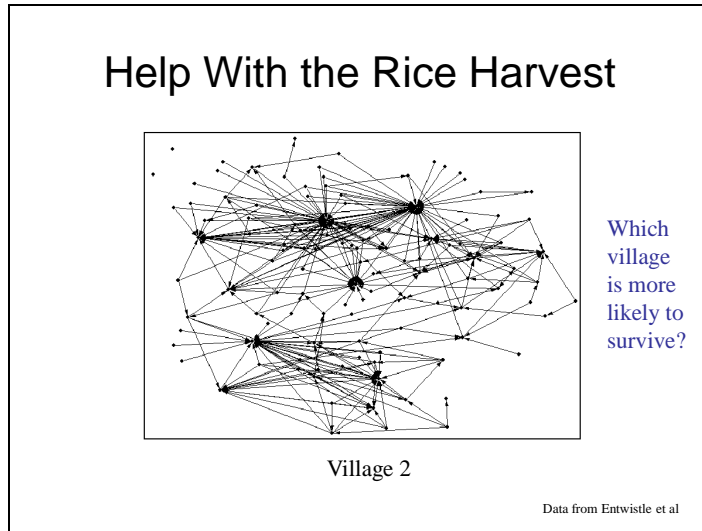 Help With the Rice Harvest
Which
village
is more
likely to
survive?
Village 2
Data from Entwistle et al